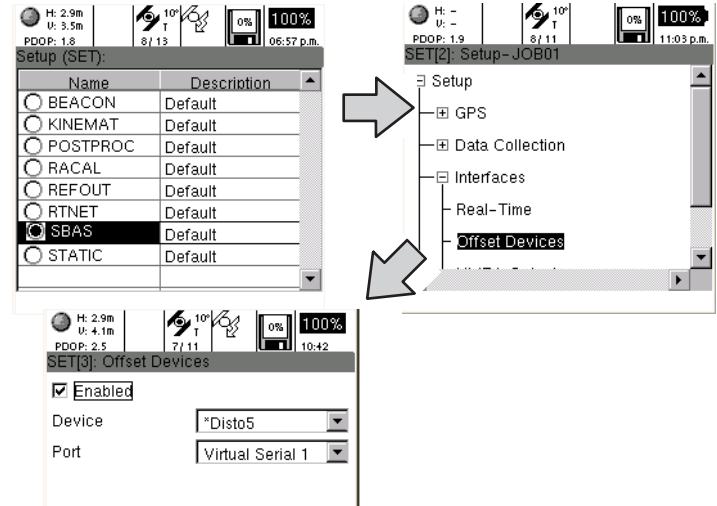 H: 2.9m
V: 3.5m
PDOP: 1.8
10°
T
8/13
0%
100%
06:57 p.m.
Setup (SET):
Name Description
BEACON Default
KINEMAT Default
POSTPROC Default
RACAL Default
REFOUT Default
RTNET Default
SBAS Default
STATIC Default
H: -
V: -
PDOP: 1.9
10°
T
8/11
0%
100%
11:03 p.m.
SET[2]: Setup-JOB01
Setup
GPS
Data Collection
Interfaces
Real-Time
Offset Devices
H: 2.9m
V: 4.1m
PDOP: 2.5
10°
T
7/11
0%
100%
10:42
SET[3]: Offset Devices
Enabled
Device *Disto5
Port Virtual Serial 1